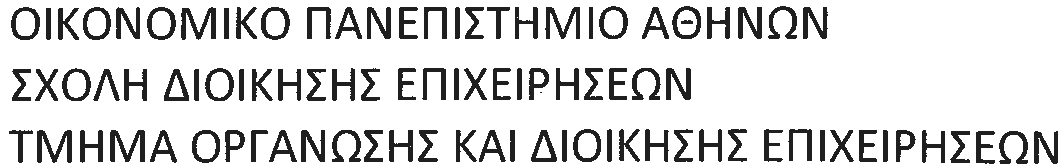 ΟΙΚΟΝΟΜΙΚΟ ΠΑΝΕΠΙΣΤΗΜΙΟ ΑΘΗΝΩΝ
ΣΧΟΛΗ ΔΙΟΙΚΗΣΗΣ ΕΠΙΧΕΙΡΗΣΕΩΝ
ΤΜΗΜΑ ΟΡΓΑΝΩΣΗΣ ΚΑΙ ΔΙΟΙΚΗΣΗΣ ΕΠΙΧΕΙΡΗΣΕΩΝ